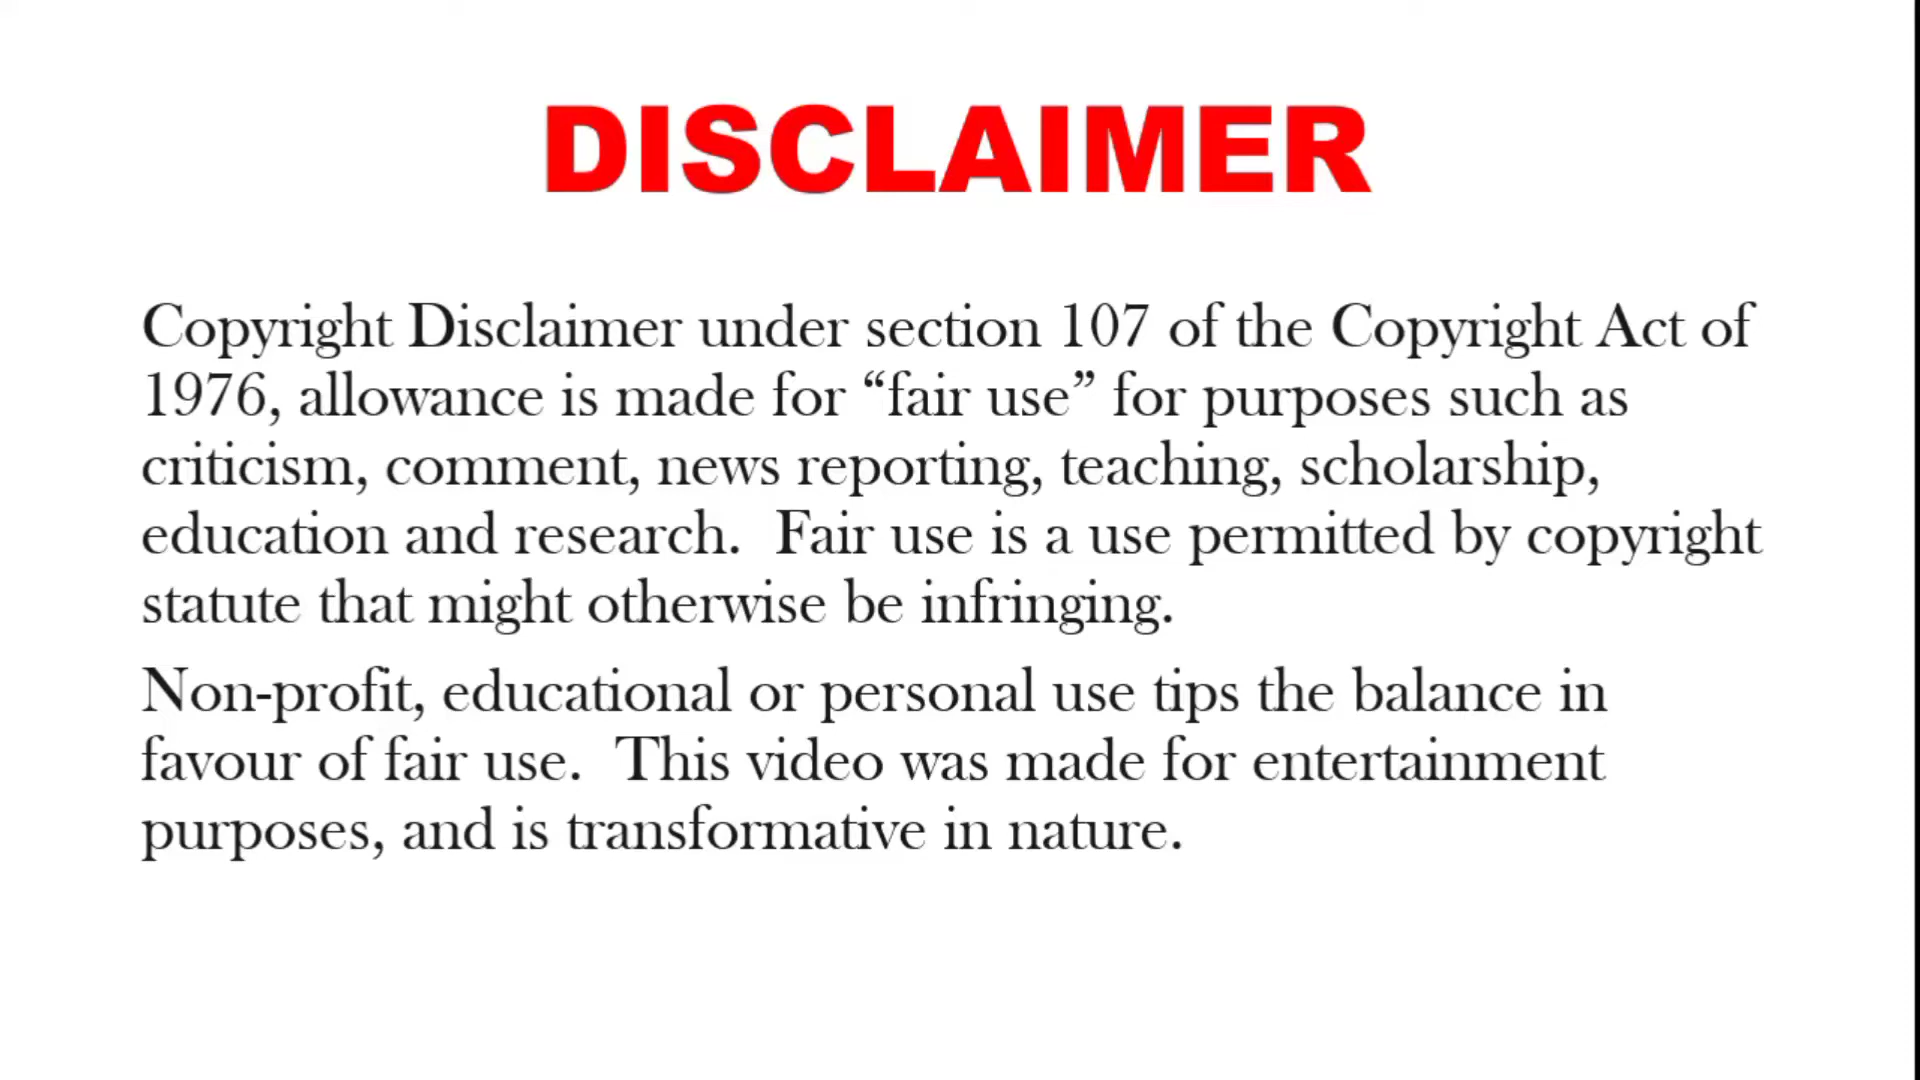 DISCLAIMER
Copyright Disclaimer under section 107 of the Copyright Act of
1976, allowance is made for “fair use” for purposes such as
criticism, comment, news reporting, teaching, scholarship,
education and research.  Fair use is a use permitted by copyright
statute that might otherwise be infringing.
Non-profit, educational or personal use tips the balance in
favour of fair use.  This video was made for entertainment
purposes, and is transformative in nature.